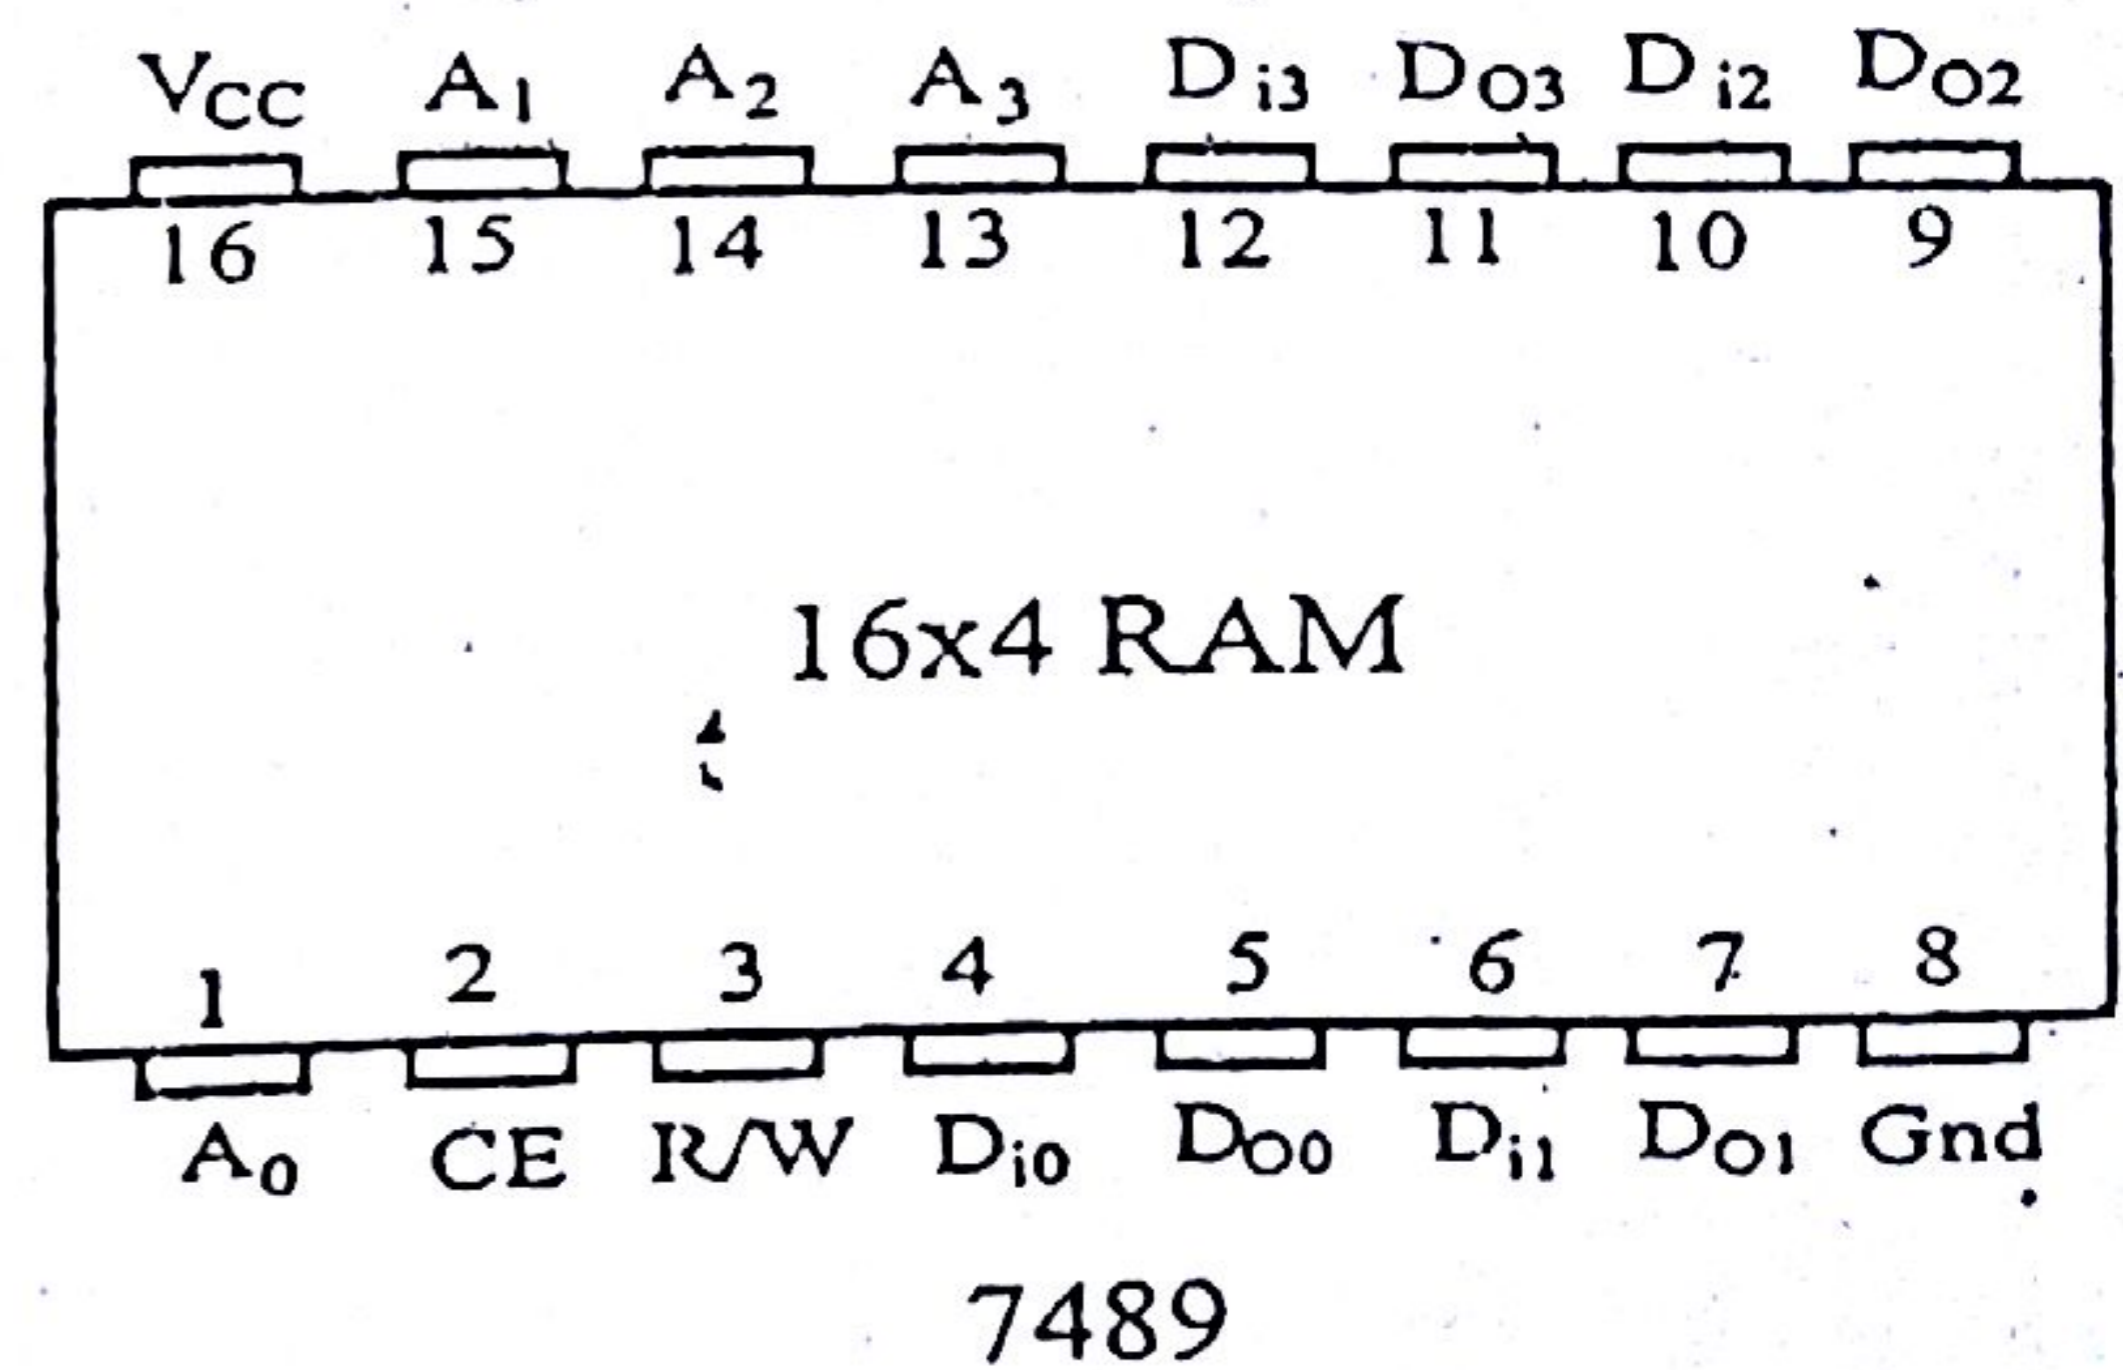 VCC A1 A2 A3 Di3 DO3 Di2 DO2
16 15 14 13 12 11 10 9
16x4 RAM
1 2 3 4 5 6 7 8
A0 CE R/W Di0 DO0 Di1 DO1 Gnd
7489